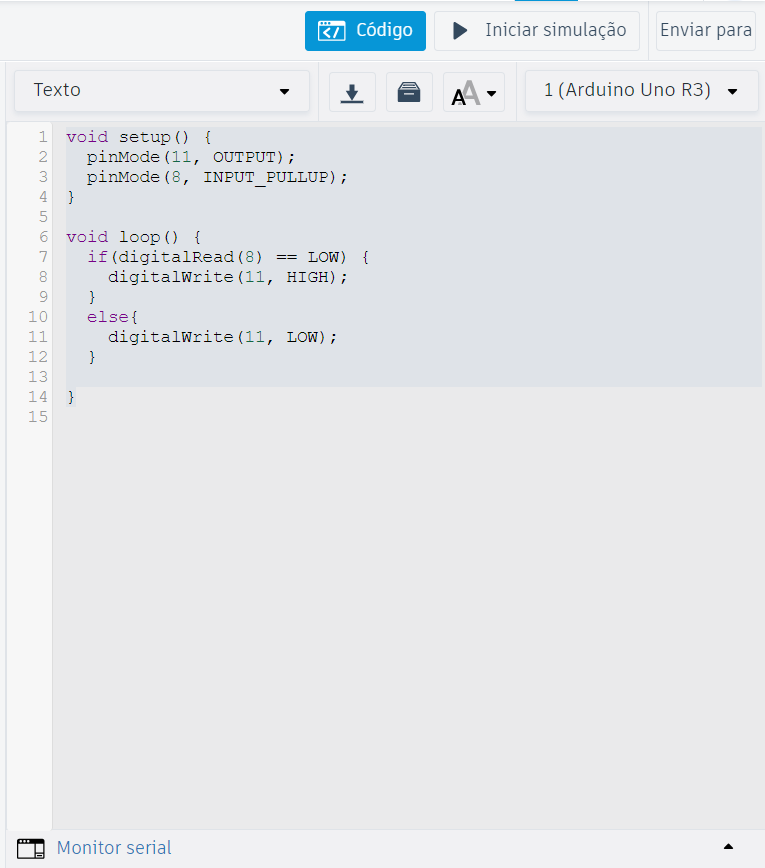 Código
Iniciar simulação
Enviar para
Texto
AA
1 (Arduino Uno R3)
1 void setup() {
2   pinMode(11, OUTPUT);
3   pinMode(8, INPUT_PULLUP);
4 }
5
6 void loop() {
7   if(digitalRead(8) == LOW) {
8     digitalWrite(11, HIGH);
9   }
10   else{
11     digitalWrite(11, LOW);
12   }
13
14 }
15
Monitor serial